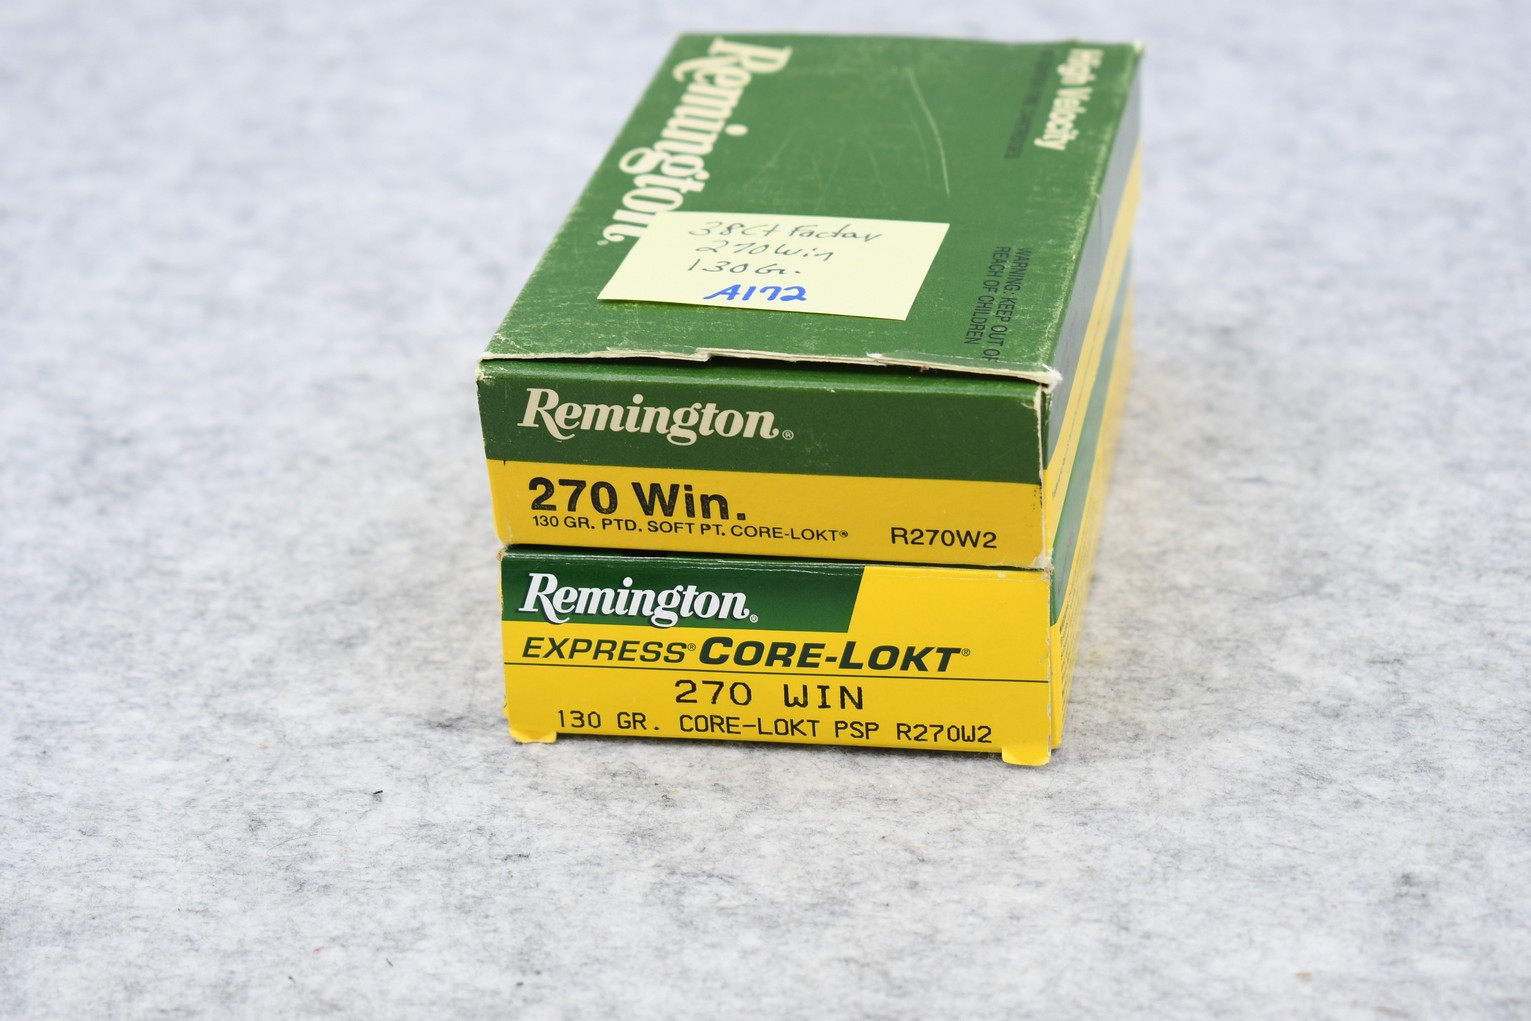 Remington®
High Velocity
WARNING: KEEP OUT OF
REACH OF CHILDREN
38 Ct Factory
270 Win
130 Gr.
A172
Remington®
270 Win.
130 GR. PTD. SOFT PT. CORE-LOKT®
R270W2
Remington®
EXPRESS® CORE-LOKT®
270 WIN
130 GR. CORE-LOKT PSP R270W2